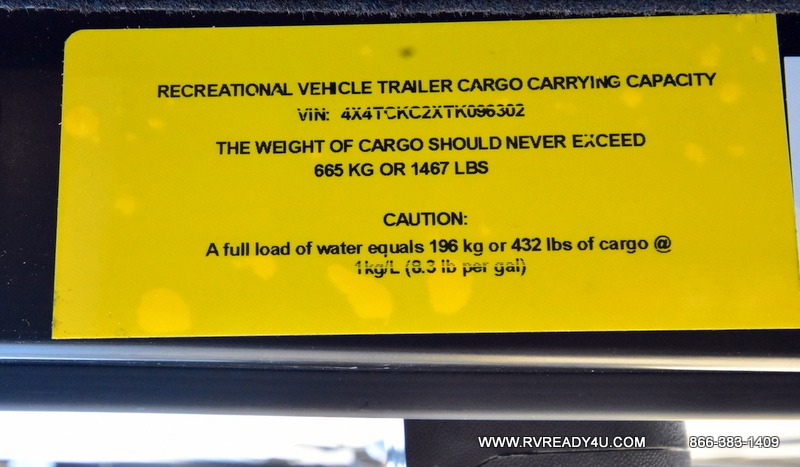 RECREATIONAL VEHICLE TRAILER CARGO CARRYING CAPACITY
VIN: 4X4TCKC2XTK096302
THE WEIGHT OF CARGO SHOULD NEVER EXCEED
665 KG OR 1467 LBS
CAUTION:
A full load of water equals 196 kg or 432 lbs of cargo @
1kg/L (8.3 lb per gal)
WWW.RVREADY4U.COM 866-383-1409